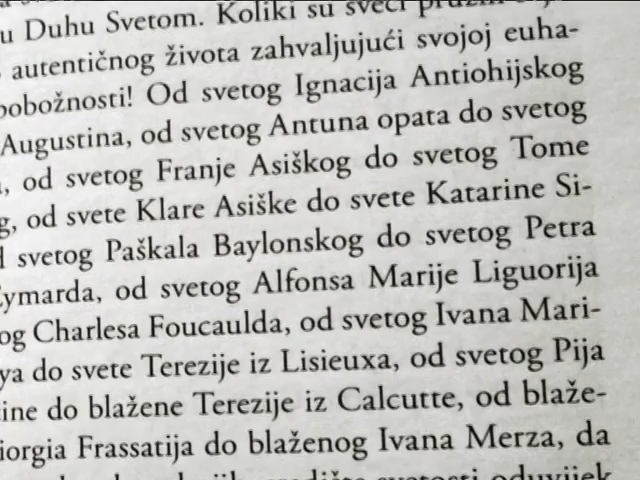 u Duhu Svetom. Koliki su sveci
autentičnog života zahvaljujući svojoj euha-
pobožnosti! Od svetog Ignacija Antiohijskog
Augustina, od svetog Antuna opata do svetog
od svetog Franje Asiškog do svetog Tome
od svete Klare Asiške do svete Katarine Si-
svetog Paškala Baylonskog do svetog Petra
Eymarda, od svetog Alfonsa Marije Liguorija
og Charlesa Foucaulda, od svetog Ivana Mari-
ya do svete Terezije iz Lisieuxa, od svetog Pija
ine do blažene Terezije iz Calcutte, od blaže-
iorgia Frassatija do blaženog Ivana Merza, da
svetosti oduvijek